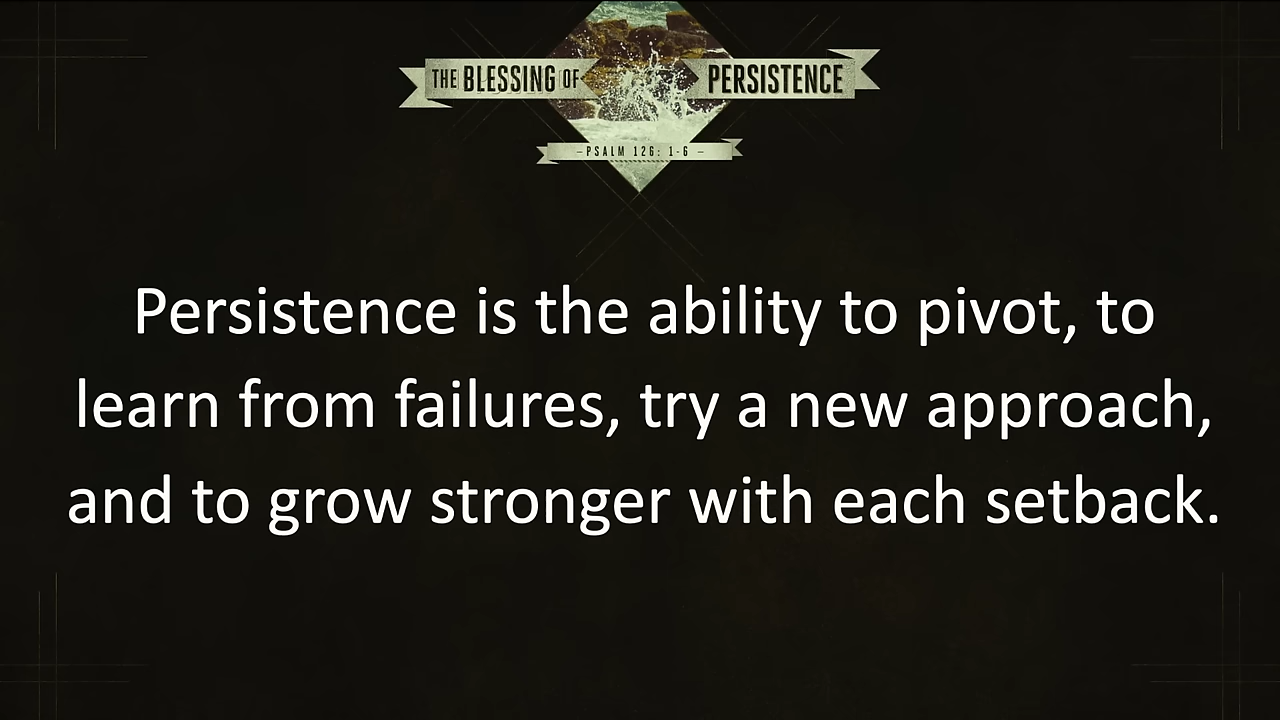 THE BLESSING OF PERSISTENCE
–PSALM 126: 1-6 –
Persistence is the ability to pivot, to
learn from failures, try a new approach,
and to grow stronger with each setback.